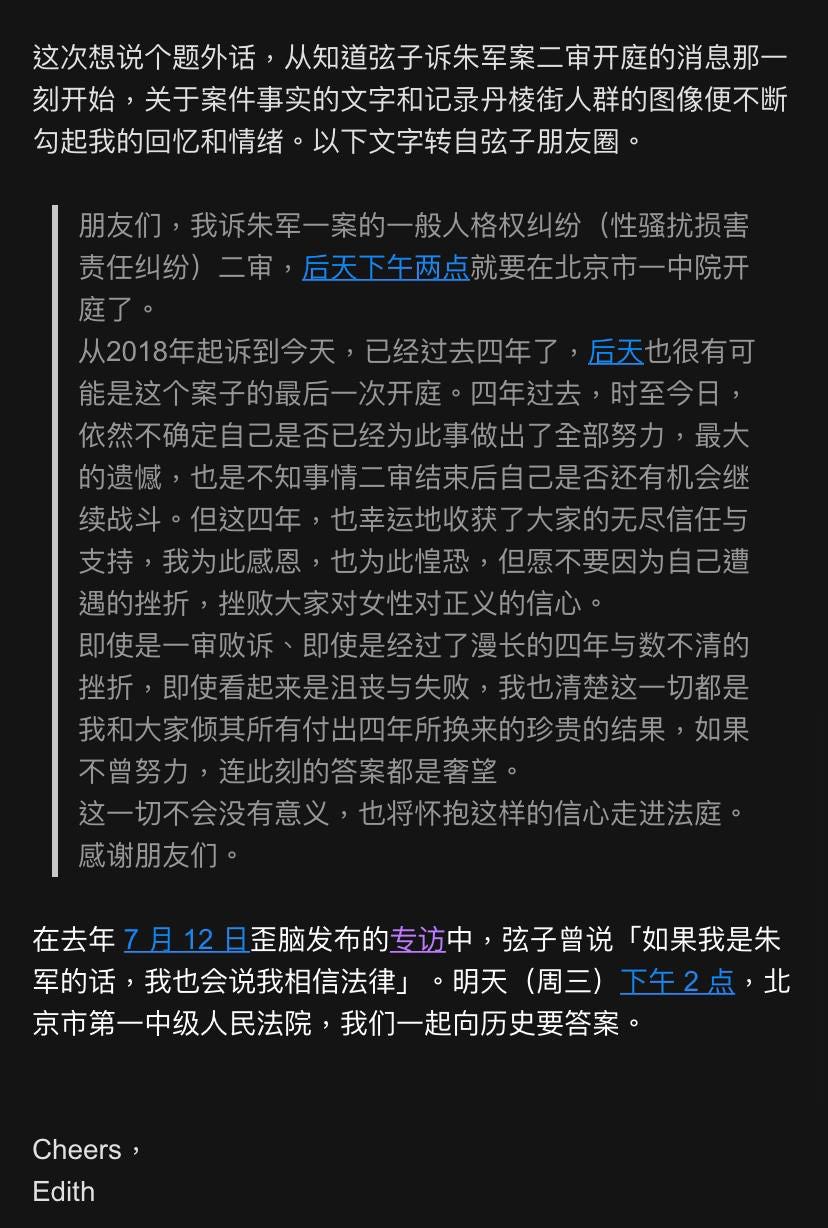 这次想说个题外话，从知道弦子诉朱军案二审开庭的消息那一
刻开始，关于案件事实的文字和记录丹棱街人群的图像便不断
勾起我的回忆和情绪。以下文字转自弦子朋友圈。
朋友们，我诉朱军一案的一般人格权纠纷（性骚扰损害
责任纠纷）二审，后天下午两点就要在北京市一中院开
庭了。
从2018年起诉到今天，已经过去四年了，后天也很有可
能是这个案子的最后一次开庭。四年过去，时至今日，
依然不确定自己是否已经为此事做出了全部努力，最大
的遗憾，也是不知事情二审结束后自己是否还有机会继
续战斗。但这四年，也幸运地收获了大家的无尽信任与
支持，我为此感恩，也为此惶恐，但愿不要因为自己遭
遇的挫折，挫败大家对女性对正义的信心。
即使是一审败诉、即使是经过了漫长的四年与数不清的
挫折，即使看起来是沮丧与失败，我也清楚这一切都是
我和大家倾其所有付出四年所换来的珍贵的结果，如果
不曾努力，连此刻的答案都是奢望。
这一切不会没有意义，也将怀抱这样的信心走进法庭。
感谢朋友们。
在去年 7 月 12 日歪脑发布的专访中，弦子曾说「如果我是朱
军的话，我也会说我相信法律」。明天（周三）下午 2 点，北
京市第一中级人民法院，我们一起向历史要答案。
Cheers，
Edith